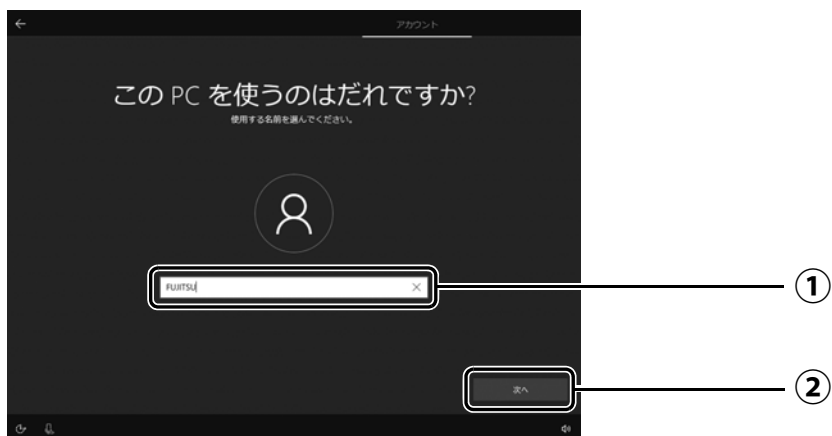 アカウント
この PC を使うのはだれですか?
使用する名前を選んでください。
FUJITSU
①
次へ
②